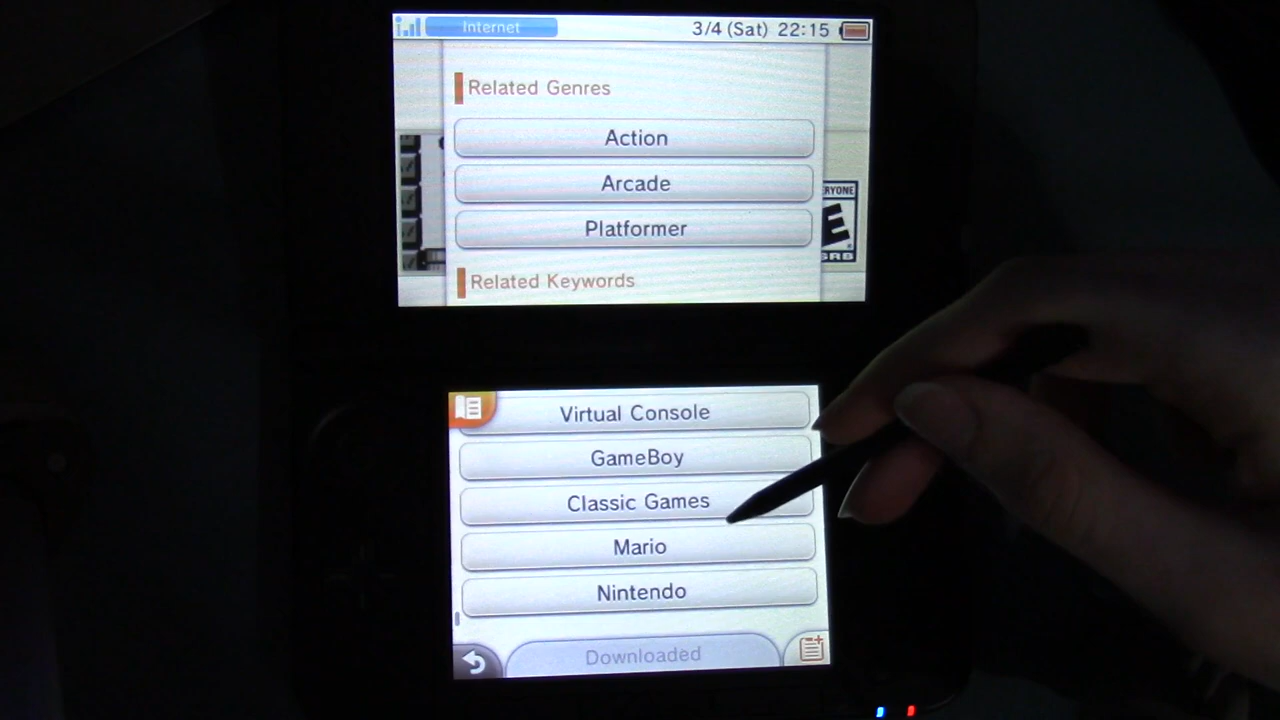 Internet
3/4 (Sat) 22:15
Related Genres
Action
Arcade
Platformer
Related Keywords
E
Virtual Console
GameBoy
Classic Games
Mario
Nintendo
Downloaded